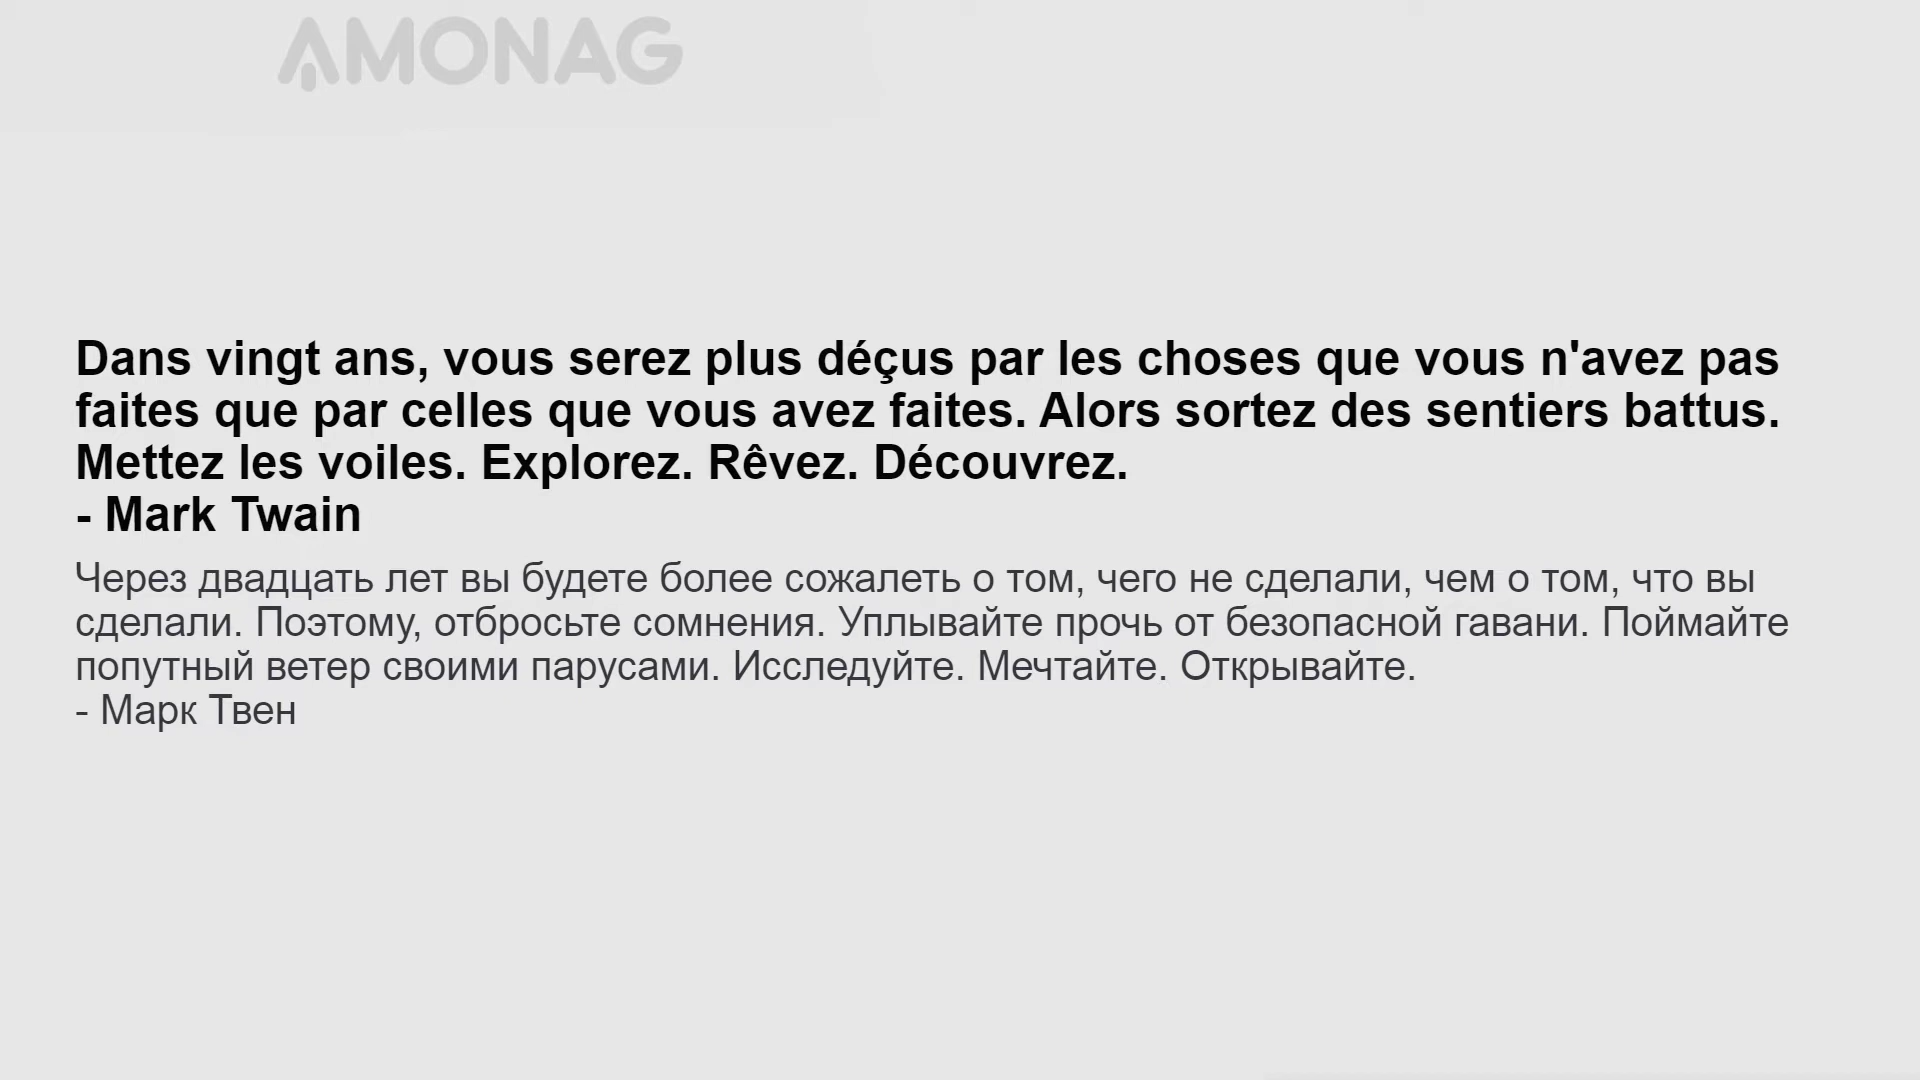 AMONAG
Dans vingt ans, vous serez plus déçus par les choses que vous n'avez pas
faites que par celles que vous avez faites. Alors sortez des sentiers battus.
Mettez les voiles. Explorez. Rêvez. Découvrez.
- Mark Twain
Через двадцать лет вы будете более сожалеть о том, чего не сделали, чем о том, что вы
сделали. Поэтому, отбросьте сомнения. Уплывайте прочь от безопасной гавани. Поймайте
попутный ветер своими парусами. Исследуйте. Мечтайте. Открывайте.
- Марк Твен